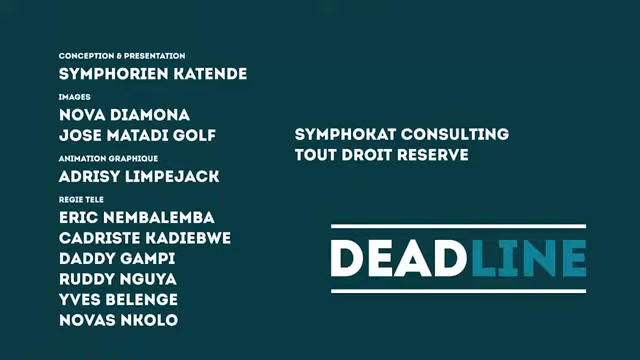 CONCEPTION & PRESENTATION
SYMPHORIEN KATENDE
IMAGES
NOVA DIAMONA
JOSE MATADI GOLF
ANIMATION GRAPHIQUE
ADRISY LIMPEJACK
REGIE TELE
ERIC NEMBALEMBA
CADRISTE KADIEBWE
DADDY GAMPI
RUDDY NGUYA
YVES BELENGE
NOVAS NKOLO
SYMPHOKAT CONSULTING
TOUT DROIT RESERVE
DEADLINE